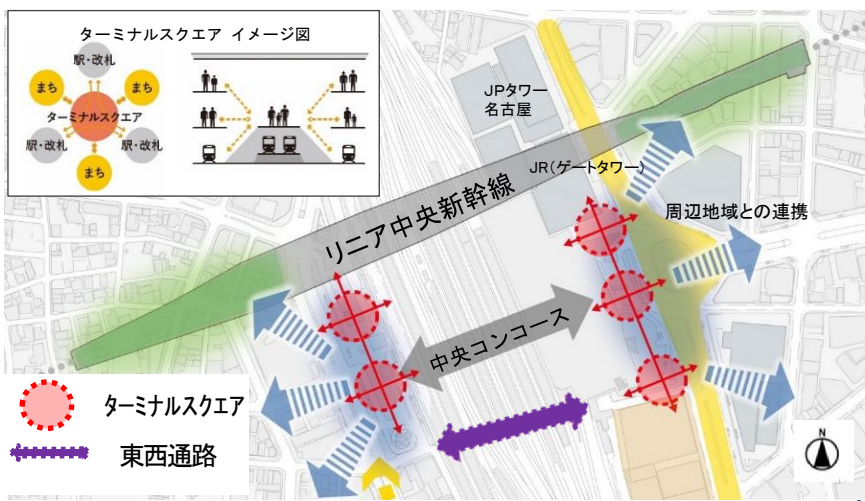 ターミナルスクエア イメージ図
駅・改札
まち
まち
ターミナルスクエア
駅・改札
駅・改札
まち
JPタワー
名古屋
JR(ゲートタワー)
リニア中央新幹線
周辺地域との連携
中央コンコース
ターミナルスクエア
東西通路
N